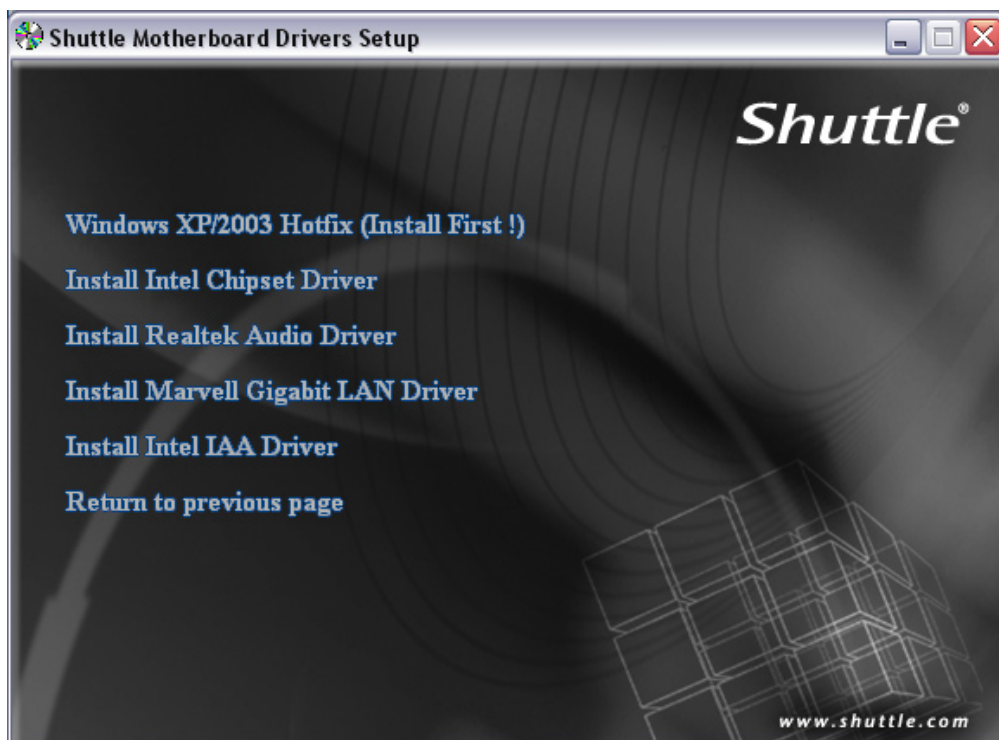 Shuttle Motherboard Drivers Setup
Shuttle®
Windows XP/2003 Hotfix (Install First !)
Install Intel Chipset Driver
Install Realtek Audio Driver
Install Marvell Gigabit LAN Driver
Install Intel IAA Driver
Return to previous page
www.shuttle.com